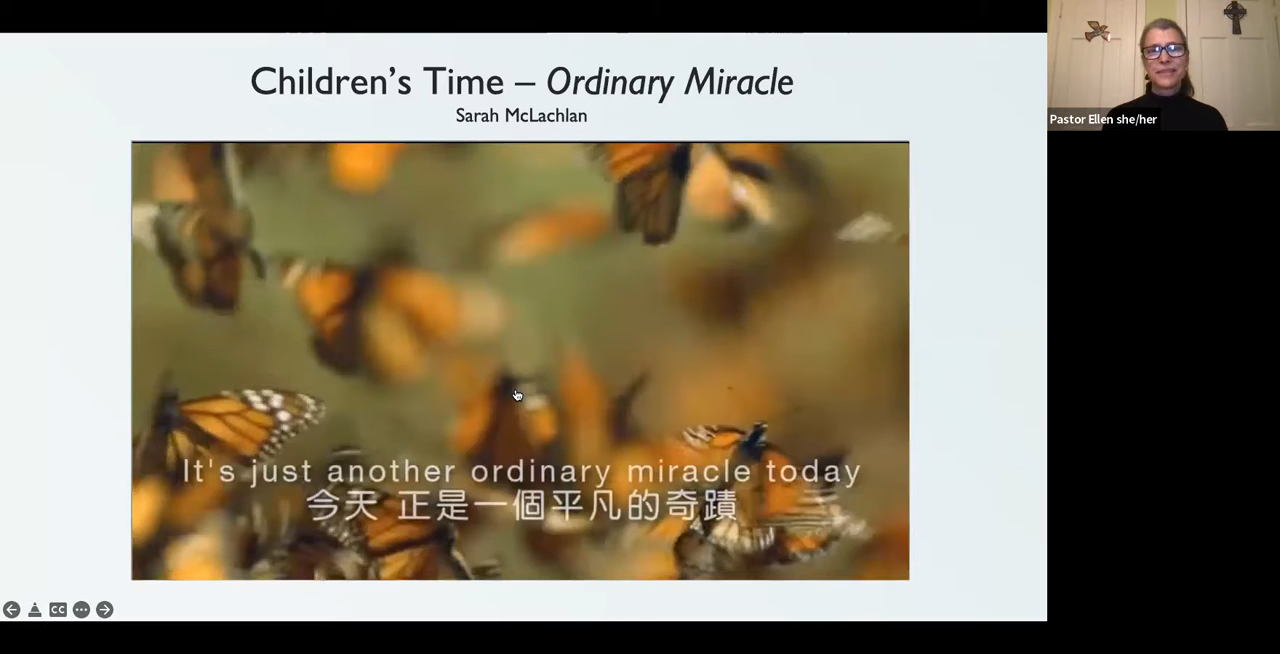 Children's Time – Ordinary Miracle
Sarah McLachlan
It's just another ordinary miracle today
今天 正是一個平凡的奇蹟
Pastor Ellen she/her
CC